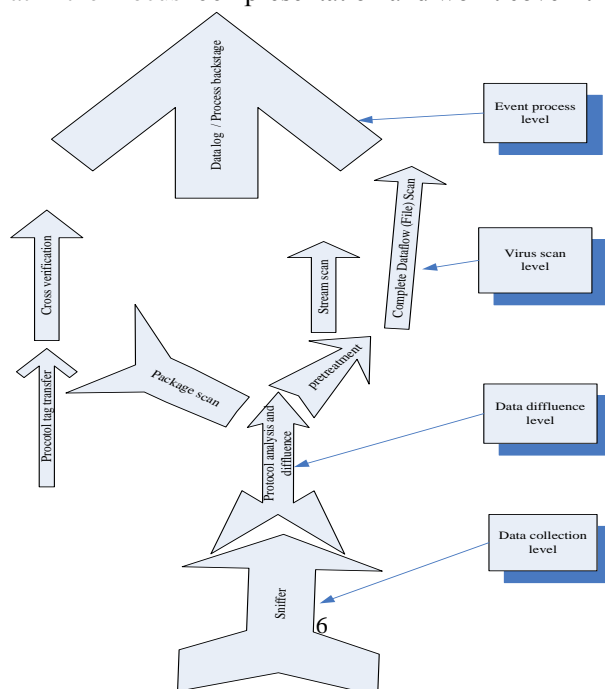 Data log / Process backstage
Event process
level
Cross verification
Stream scan
Complete Dataflow (File) Scan
Virus scan
level
Procotol tag transfer
Package scan
pretreatment
Protocol analysis and
diffluence
Data diffluence
level
Data collection
level
Sniffer
6